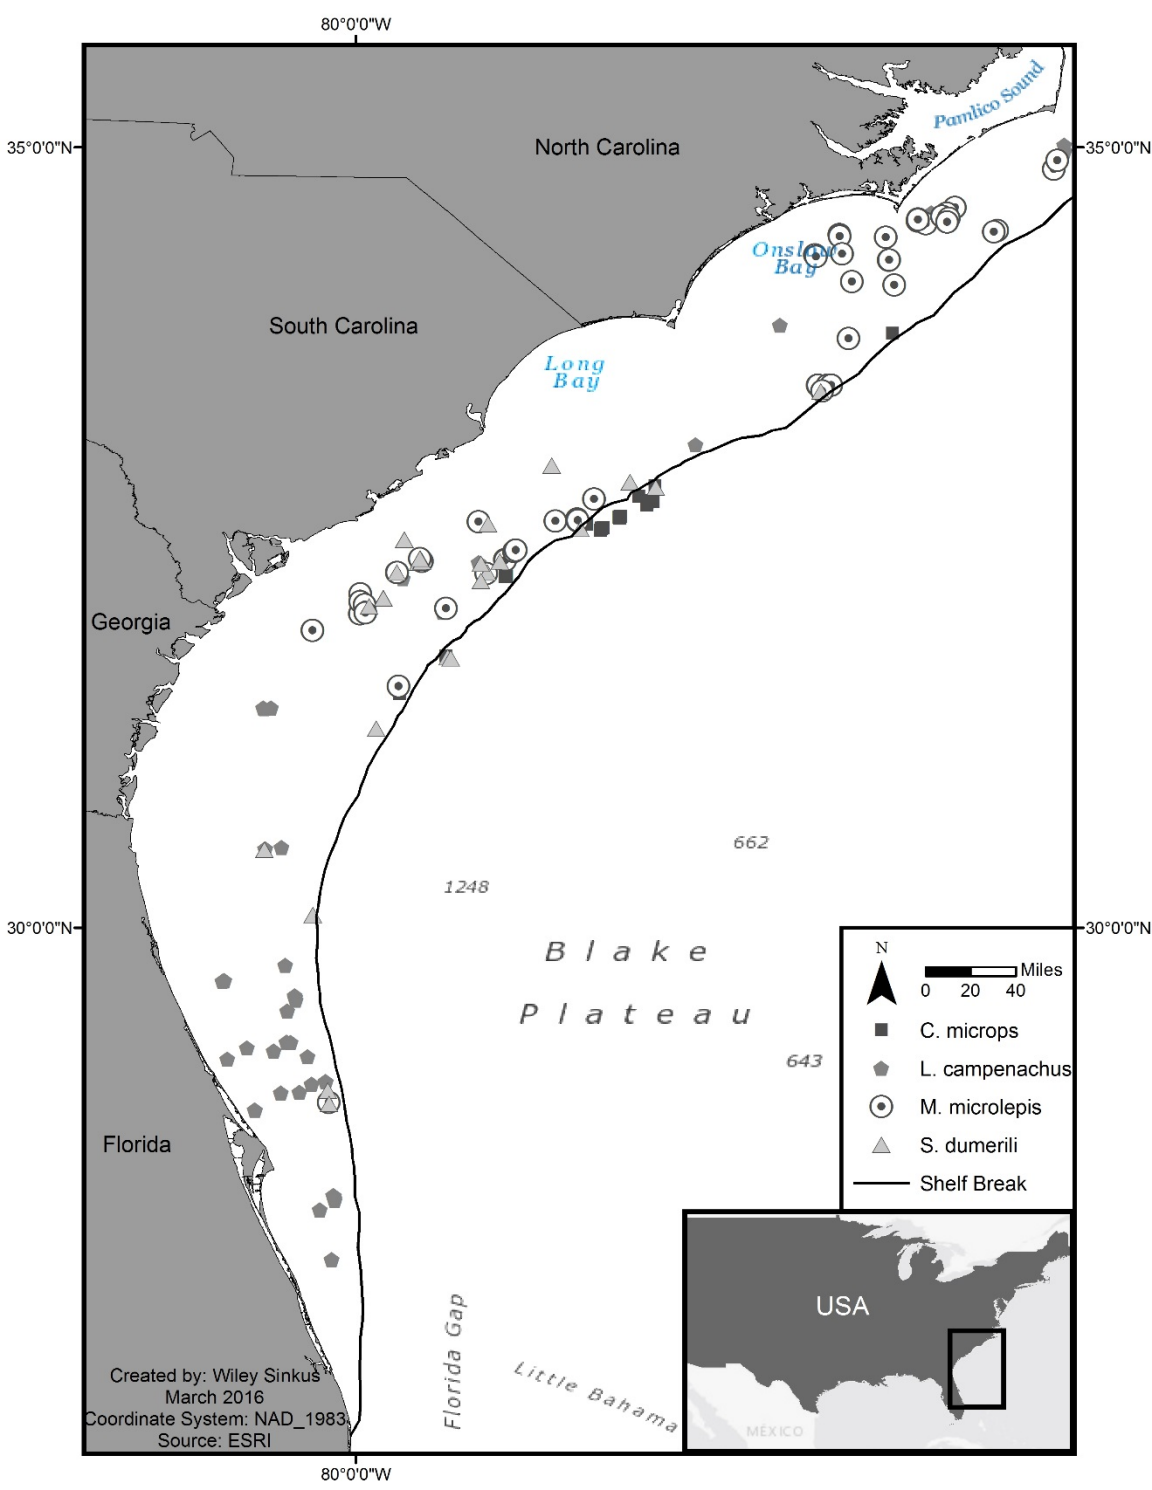 80°0'0"W
35°0'0"N
35°0'0"N
Pamlico Sound
North Carolina
Onslow
Bay
South Carolina
Long
Bay
Georgia
662
1248
30°0'0"N
30°0'0"N
Blake
Plateau
643
N
Miles
0 20 40
C. microps
L. campenachus
M. microlepis
S. dumerili
Shelf Break
Florida
USA
MÉXICO
Florida Gap
Little Bahama
Created by: Wiley Sinkus
March 2016
Coordinate System: NAD_1983
Source: ESRI
80°0'0"W